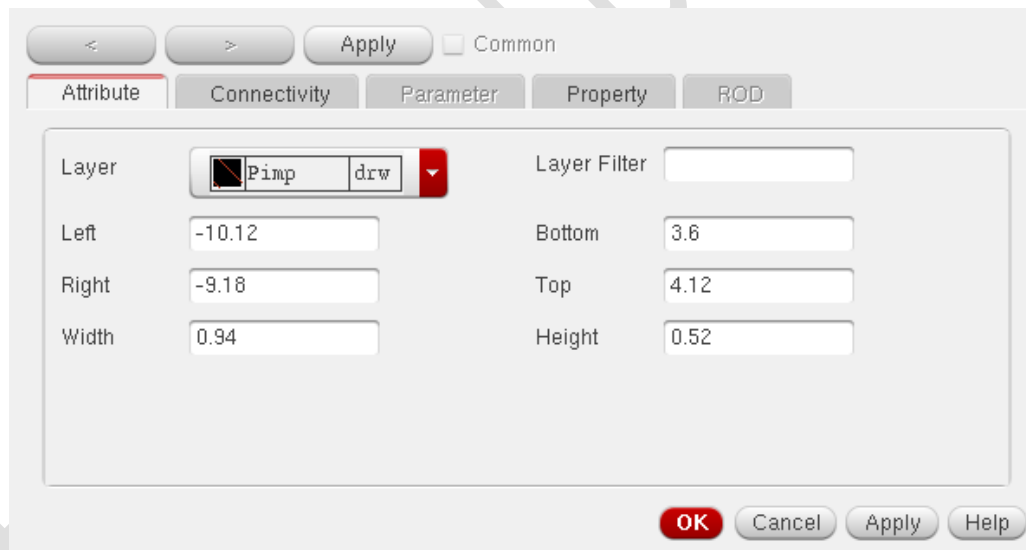 < > Apply Common
Attribute Connectivity Parameter Property ROD
Layer Pimp drw Layer Filter
Left -10.12 Bottom 3.6
Right -9.18 Top 4.12
Width 0.94 Height 0.52
OK Cancel Apply Help